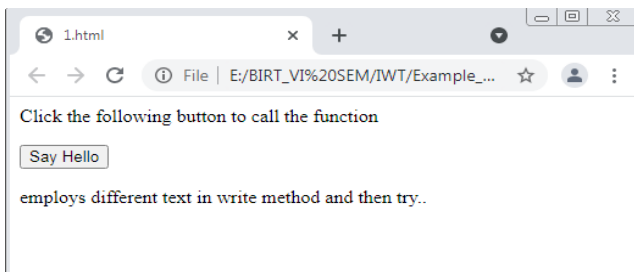 1.html
File | E:/BIRT_VI%20SEM/IWT/Example_...
Click the following button to call the function
Say Hello
employs different text in write method and then try..